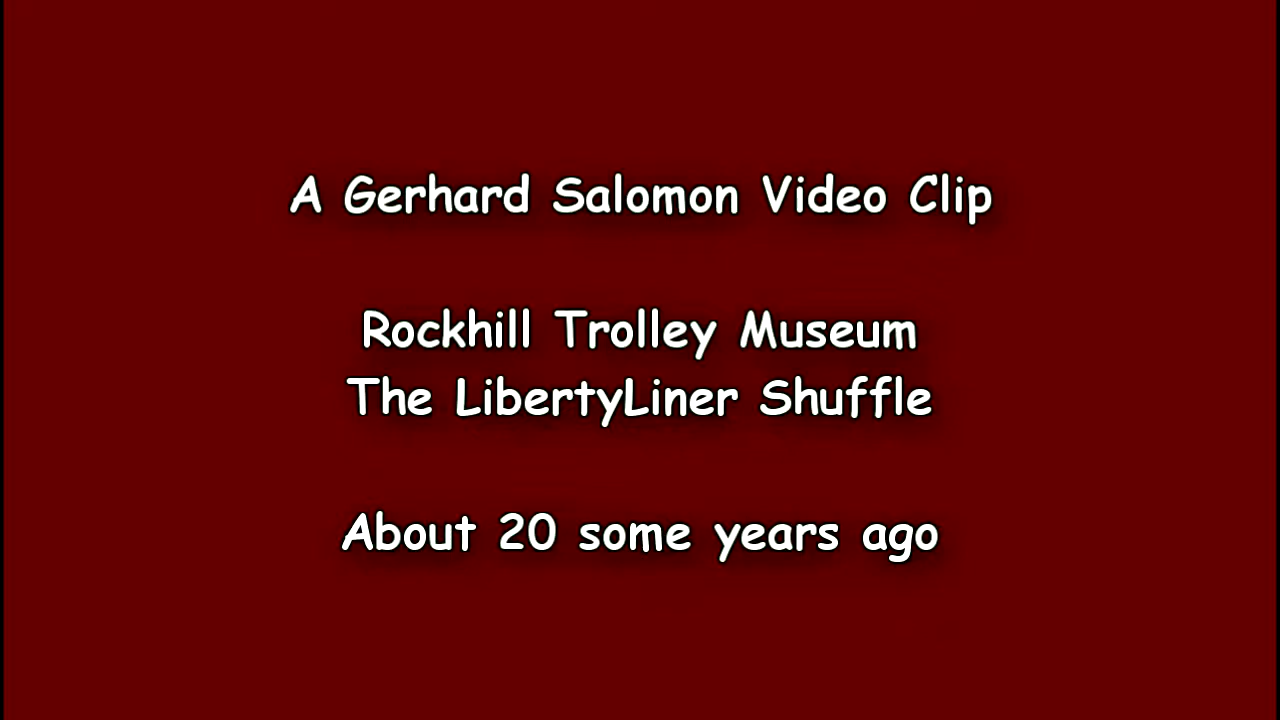 A Gerhard Salomon Video Clip
Rockhill Trolley Museum
The LibertyLiner Shuffle
About 20 some years ago